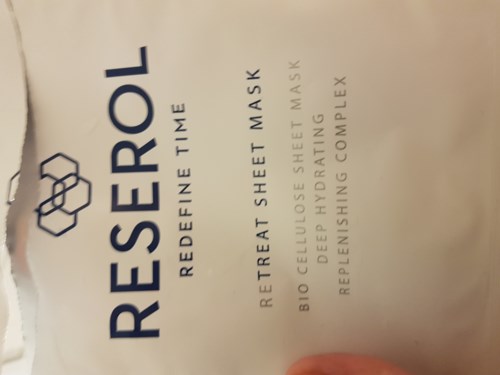 RESEROL
REDEFINE TIME
RETREAT SHEET MASK
BIO CELLULOSE SHEET MASK
DEEP HYDRATING
REPLENISHING COMPLEX